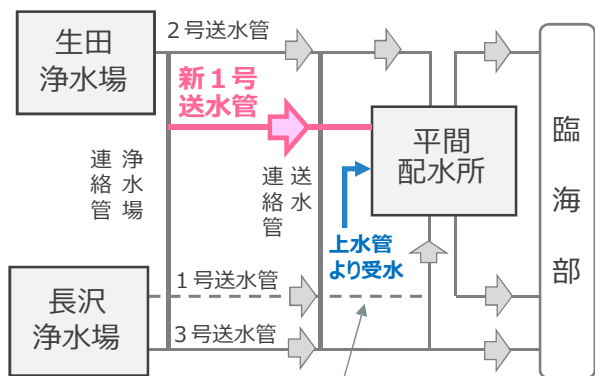 ２号送水管
生田
浄水場
新１号
送水管
平間
配水所
臨海部
浄水場
連絡管
送水
連絡管
上水管
より受水
１号送水管
長沢
浄水場
３号送水管